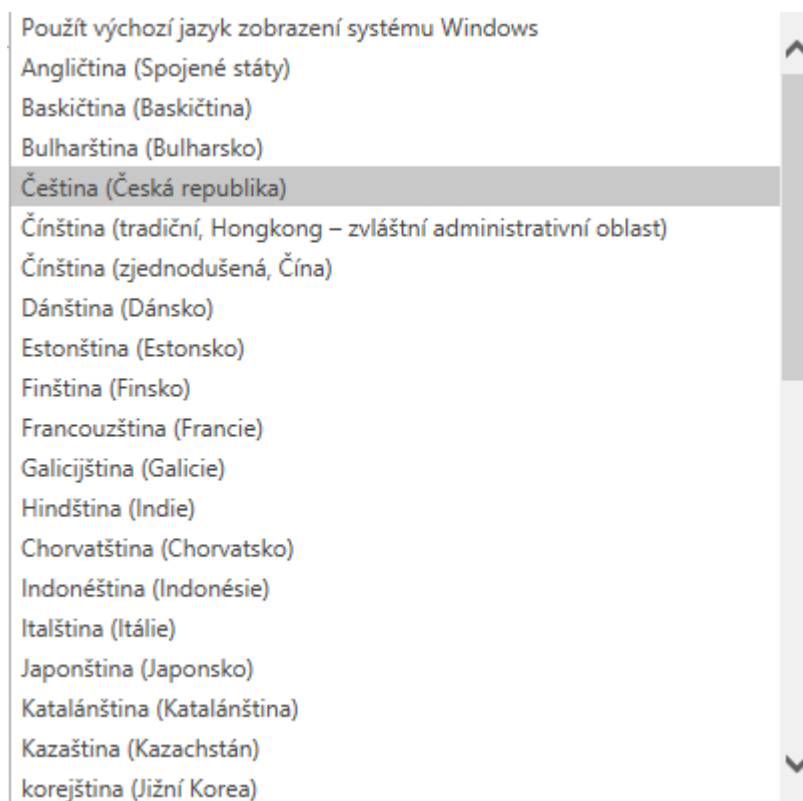 Použít výchozí jazyk zobrazení systému Windows
Angličtina (Spojené státy)
Baskičtina (Baskičtina)
Bulharština (Bulharsko)
Čeština (Česká republika)
Čínština (tradiční, Hongkong – zvláštní administrativní oblast)
Čínština (zjednodušená, Čína)
Dánština (Dánsko)
Estonština (Estonsko)
Finština (Finsko)
Francouzština (Francie)
Galicijština (Galicie)
Hindština (Indie)
Chorvatština (Chorvatsko)
Indonéština (Indonésie)
Italština (Itálie)
Japonština (Japonsko)
Katalánština (Katalánština)
Kazaština (Kazachstán)
korejština (Jižní Korea)